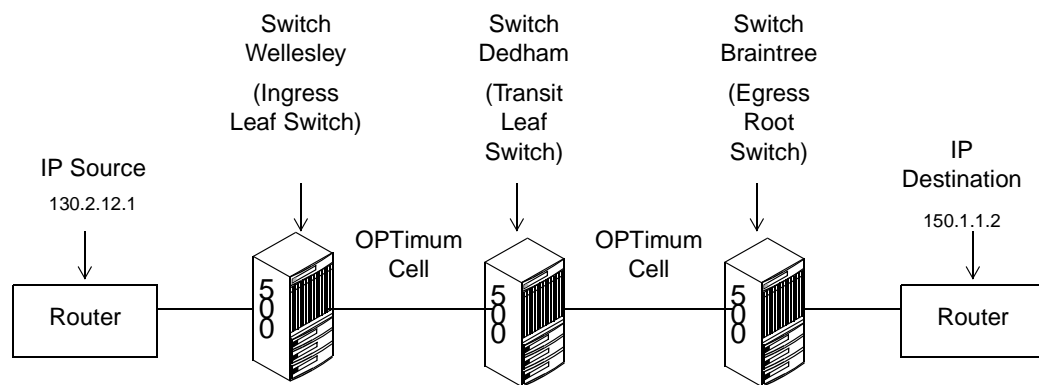 Switch
Wellesley
(Ingress
Leaf Switch)
Switch
Dedham
(Transit
Leaf
Switch)
Switch
Braintree
(Egress
Root
Switch)
IP Source
130.2.12.1
IP
Destination
150.1.1.2
OPTimum
Cell
OPTimum
Cell
Router
500
500
500
Router